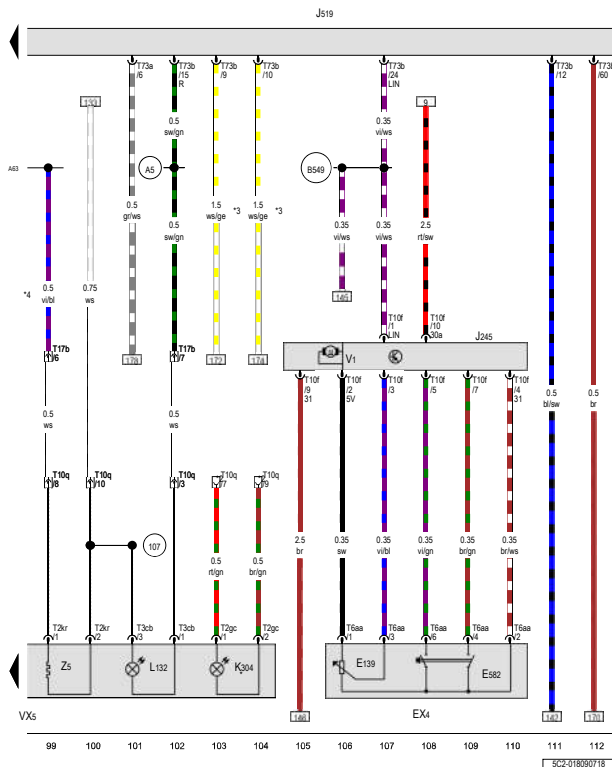 J519
T73a /6
T73b /15 R
T73b /9
T73b /10
T73b /24 LIN
T73b /12
T73b /60
133
9
0.5 sw/gn
0.35 vi/ws
A63
A5
B549
0.5 gr/ws
0.5 sw/gn
1.5 ws/ge
*3
1.5 ws/ge
*3
0.35 vi/ws
0.35 vi/ws
2.5 rt/sw
*4
0.5 vi/bl
0.75 ws
145
T10f /1 LIN
T10f /10 30a
J245
T17b /6
178
T17b /7
172
174
V1
T10f /9 31
T10f /2 5V
T10f /3
T10f /5
T10f /7
T10f /4 31
0.5 bl/sw
0.5 br
0.5 ws
0.5 ws
T10q /8
T10q /10
T10q /3
T10q /7
T10q /9
107
2.5 br
0.35 sw
0.35 vi/bl
0.35 vi/gn
0.35 br/gn
0.35 br/ws
0.5 rt/gn
0.5 br/gn
T2kr /1
T2kr /2
T3cb /3
T3cb /1
T2gc /1
T2gc /2
T6aa /1
T6aa /3
T6aa /6
T6aa /4
T6aa /2
Z5
L132
K304
E139
E582
VX5
146
EX4
142
170
99 100 101 102 103 104 105 106 107 108 109 110 111 112
5C2-018090718